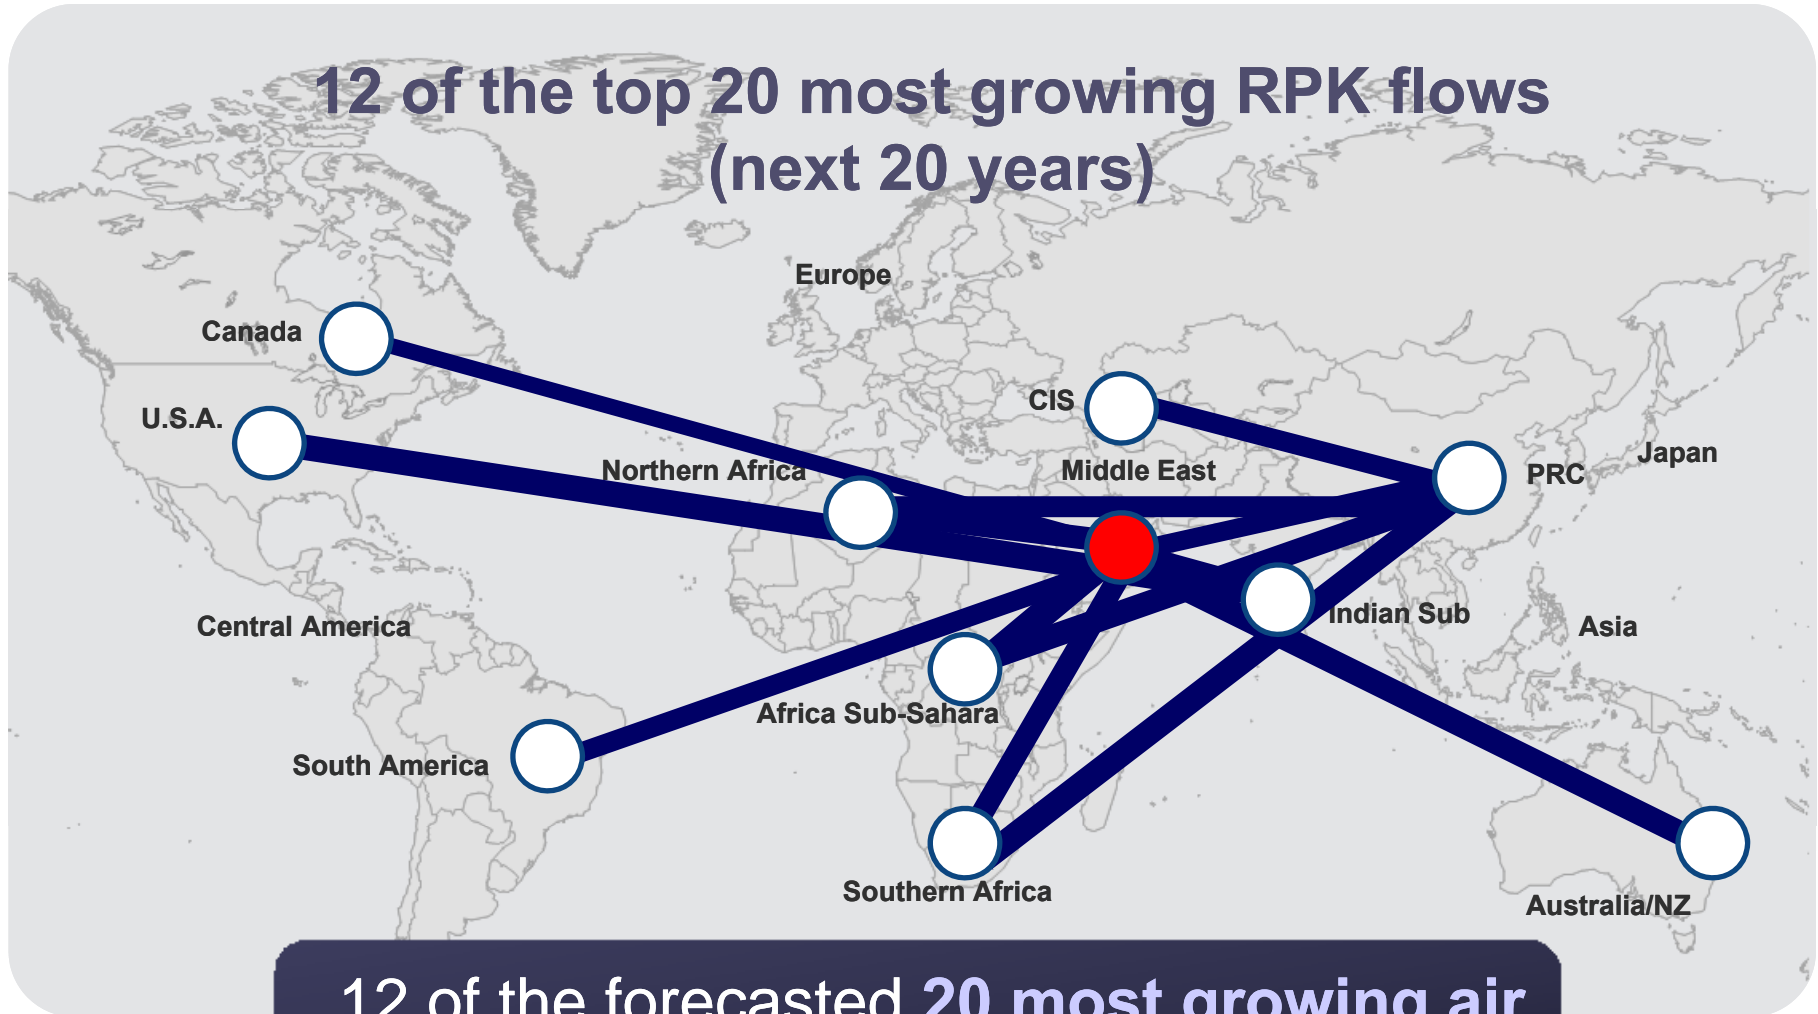 12 of the top 20 most growing RPK flows
(next 20 years)
Europe
Canada
CIS
U.S.A.
Japan
Northern Africa
Middle East
PRC
Indian Sub
Central America
Asia
Africa Sub-Sahara
South America
Southern Africa
Australia/NZ
12 of the forecasted 20 most growing air